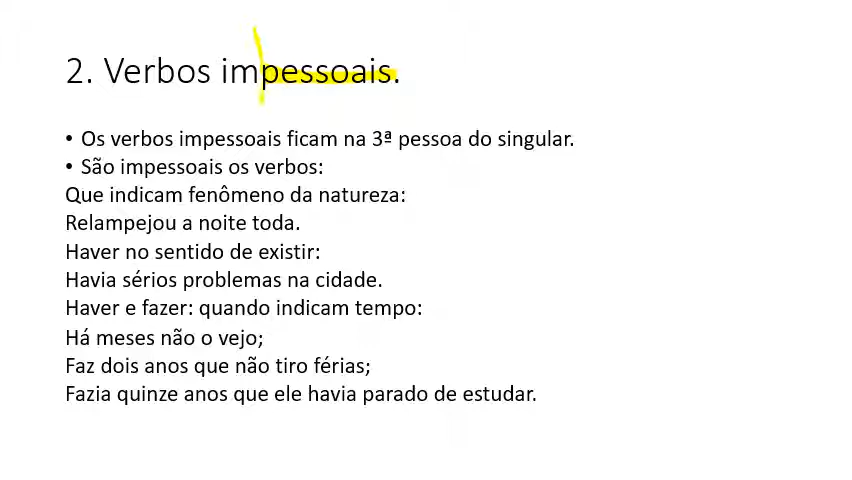 2. Verbos impessoais.
• Os verbos impessoais ficam na 3ª pessoa do singular.
• São impessoais os verbos:
Que indicam fenômeno da natureza:
Relampejou a noite toda.
Haver no sentido de existir:
Havia sérios problemas na cidade.
Haver e fazer: quando indicam tempo:
Há meses não o vejo;
Faz dois anos que não tiro férias;
Fazia quinze anos que ele havia parado de estudar.